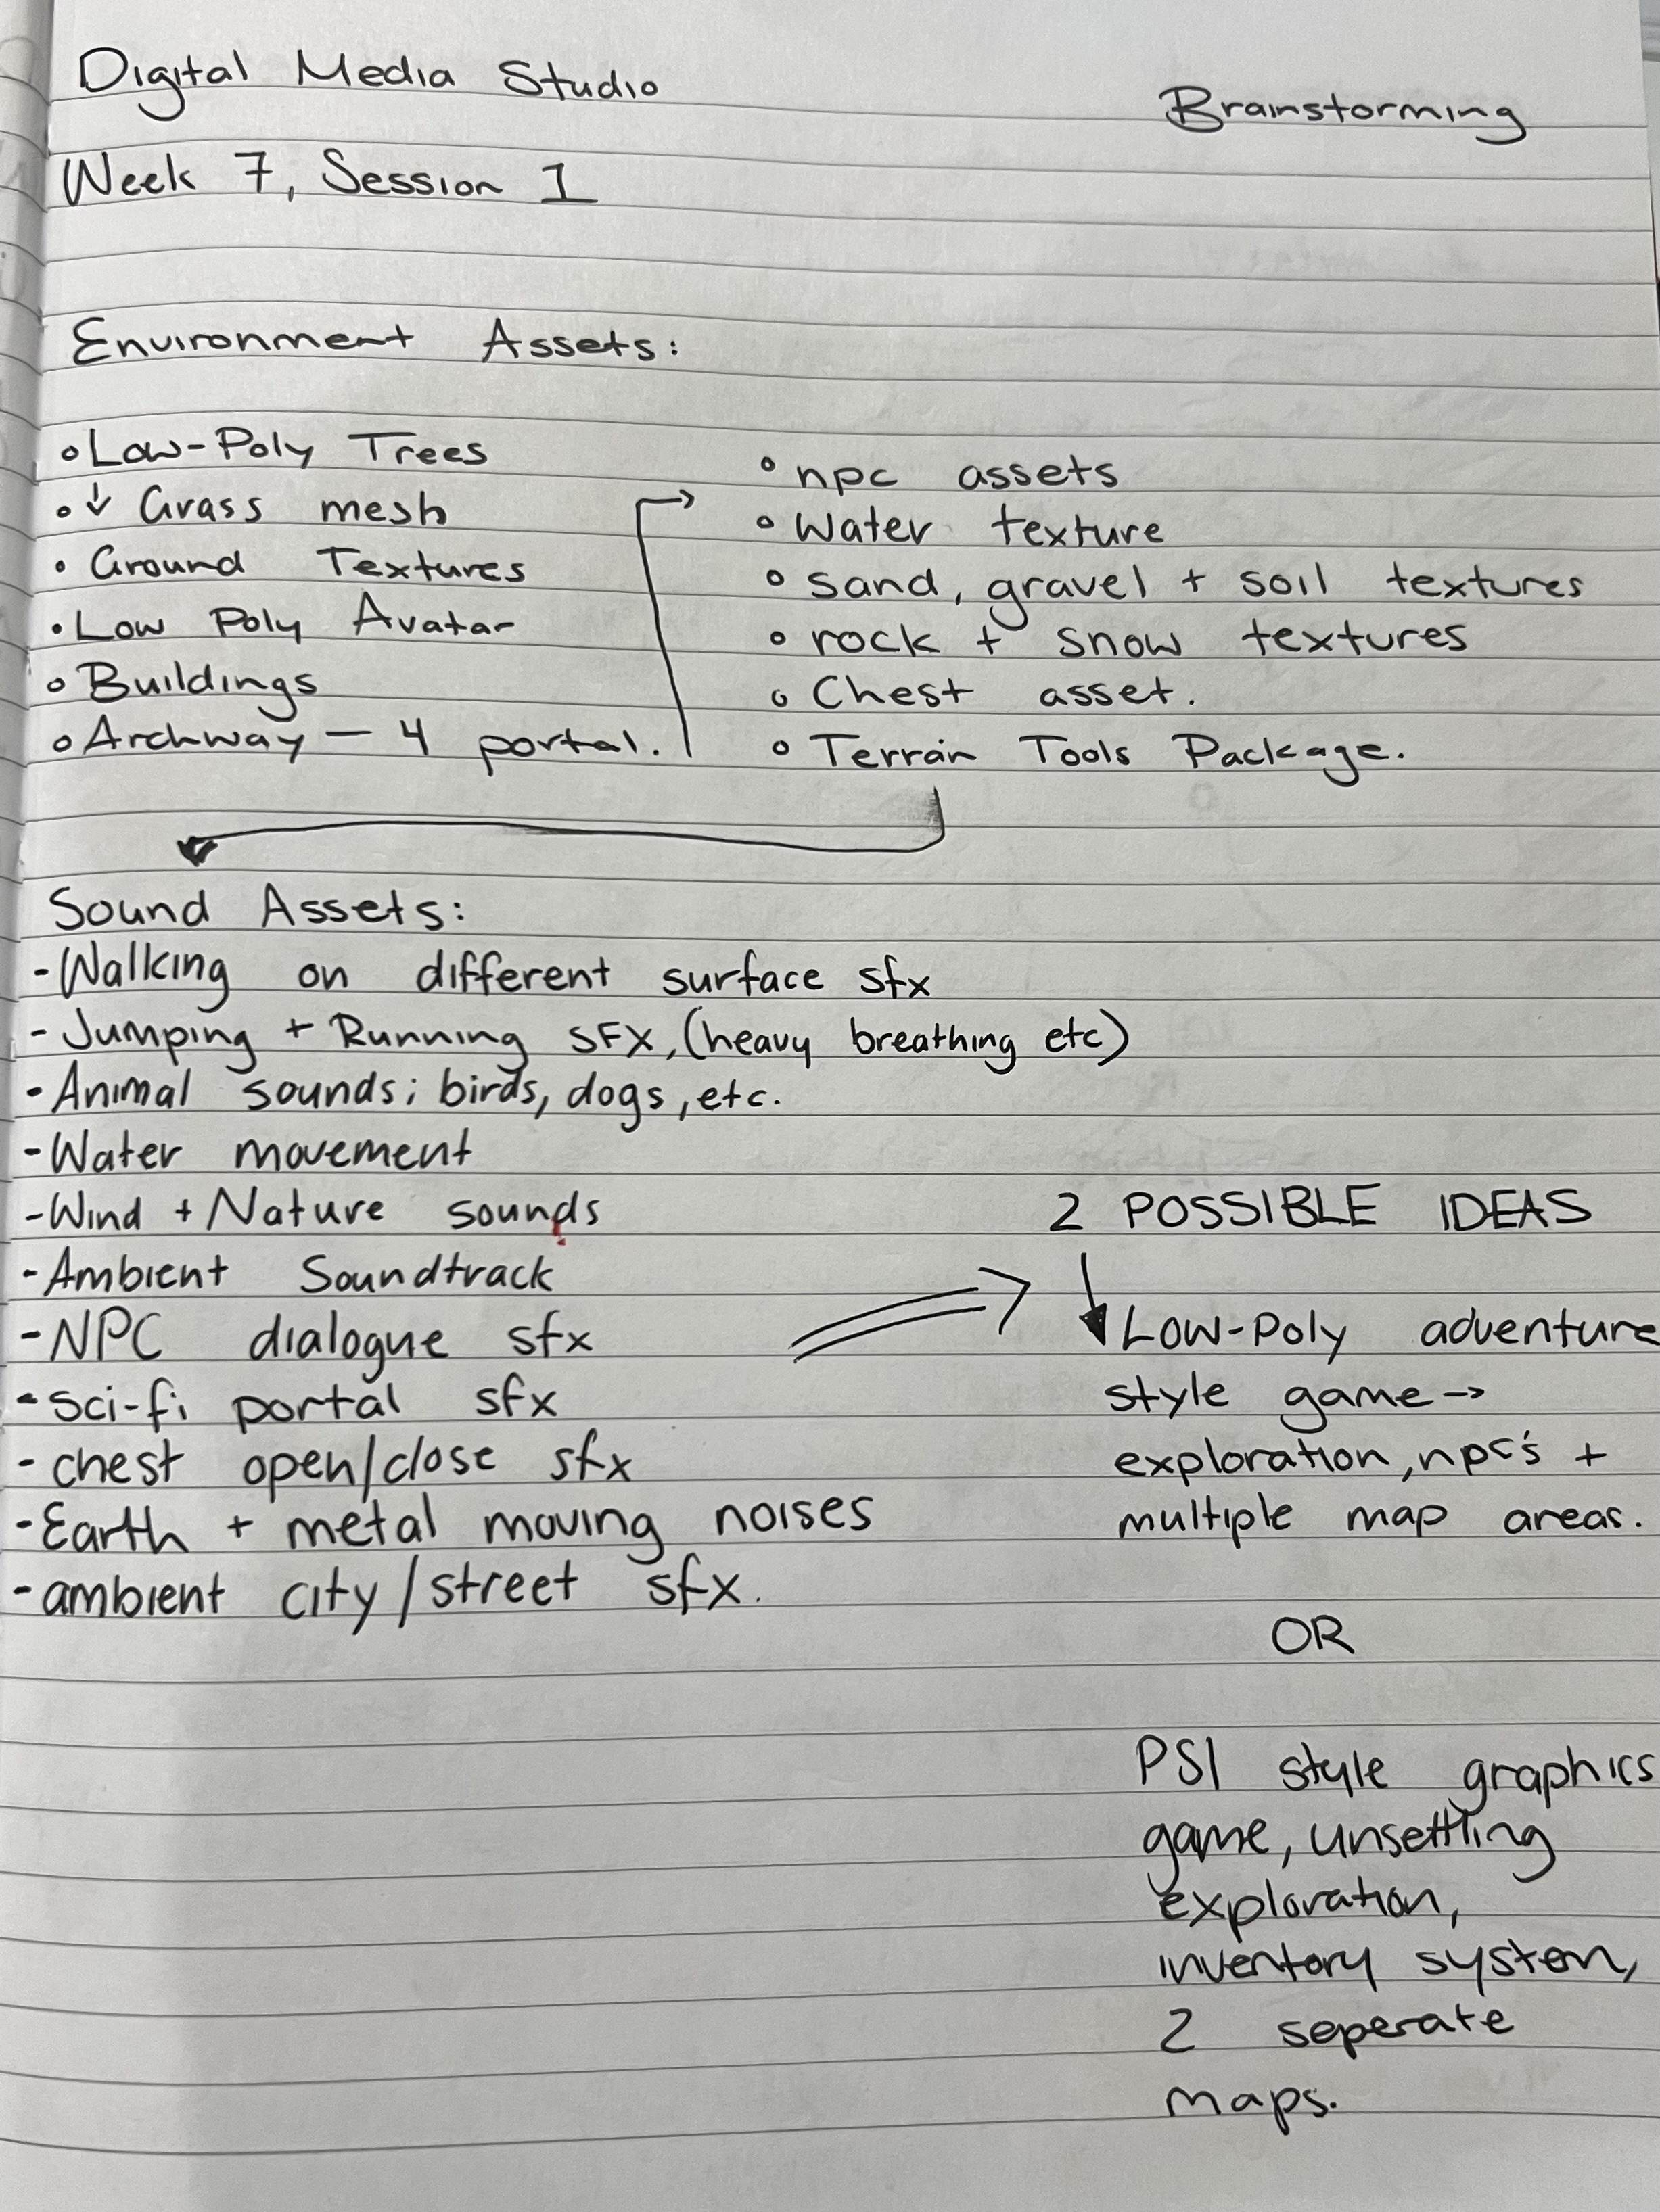 Digital Media Studio
Brainstorming
Week 7, Session 1
Environment Assets:
• Low-Poly Trees
• ↓ Grass mesh
• Ground Textures
• Low Poly Avatar
• Buildings
• Archway — 4 portal.
• npc assets
• Water texture
• sand, gravel + soil textures
• rock + snow textures
• Chest asset.
• Terrain Tools Package.
Sound Assets:
- Walking on different surface sfx
- Jumping + Running SFX, (heavy breathing etc)
- Animal sounds; birds, dogs, etc.
- Water movement
- Wind + Nature sounds
- Ambient Soundtrack
- NPC dialogue sfx
- sci-fi portal sfx
- chest open/close sfx
- Earth + metal moving noises
- ambient city/street sfx.
2 POSSIBLE IDEAS
Low-Poly adventure
style game →
exploration, npc's +
multiple map areas.
OR
PS1 style graphics
game, unsettling
exploration,
inventory system,
2 seperate
maps.